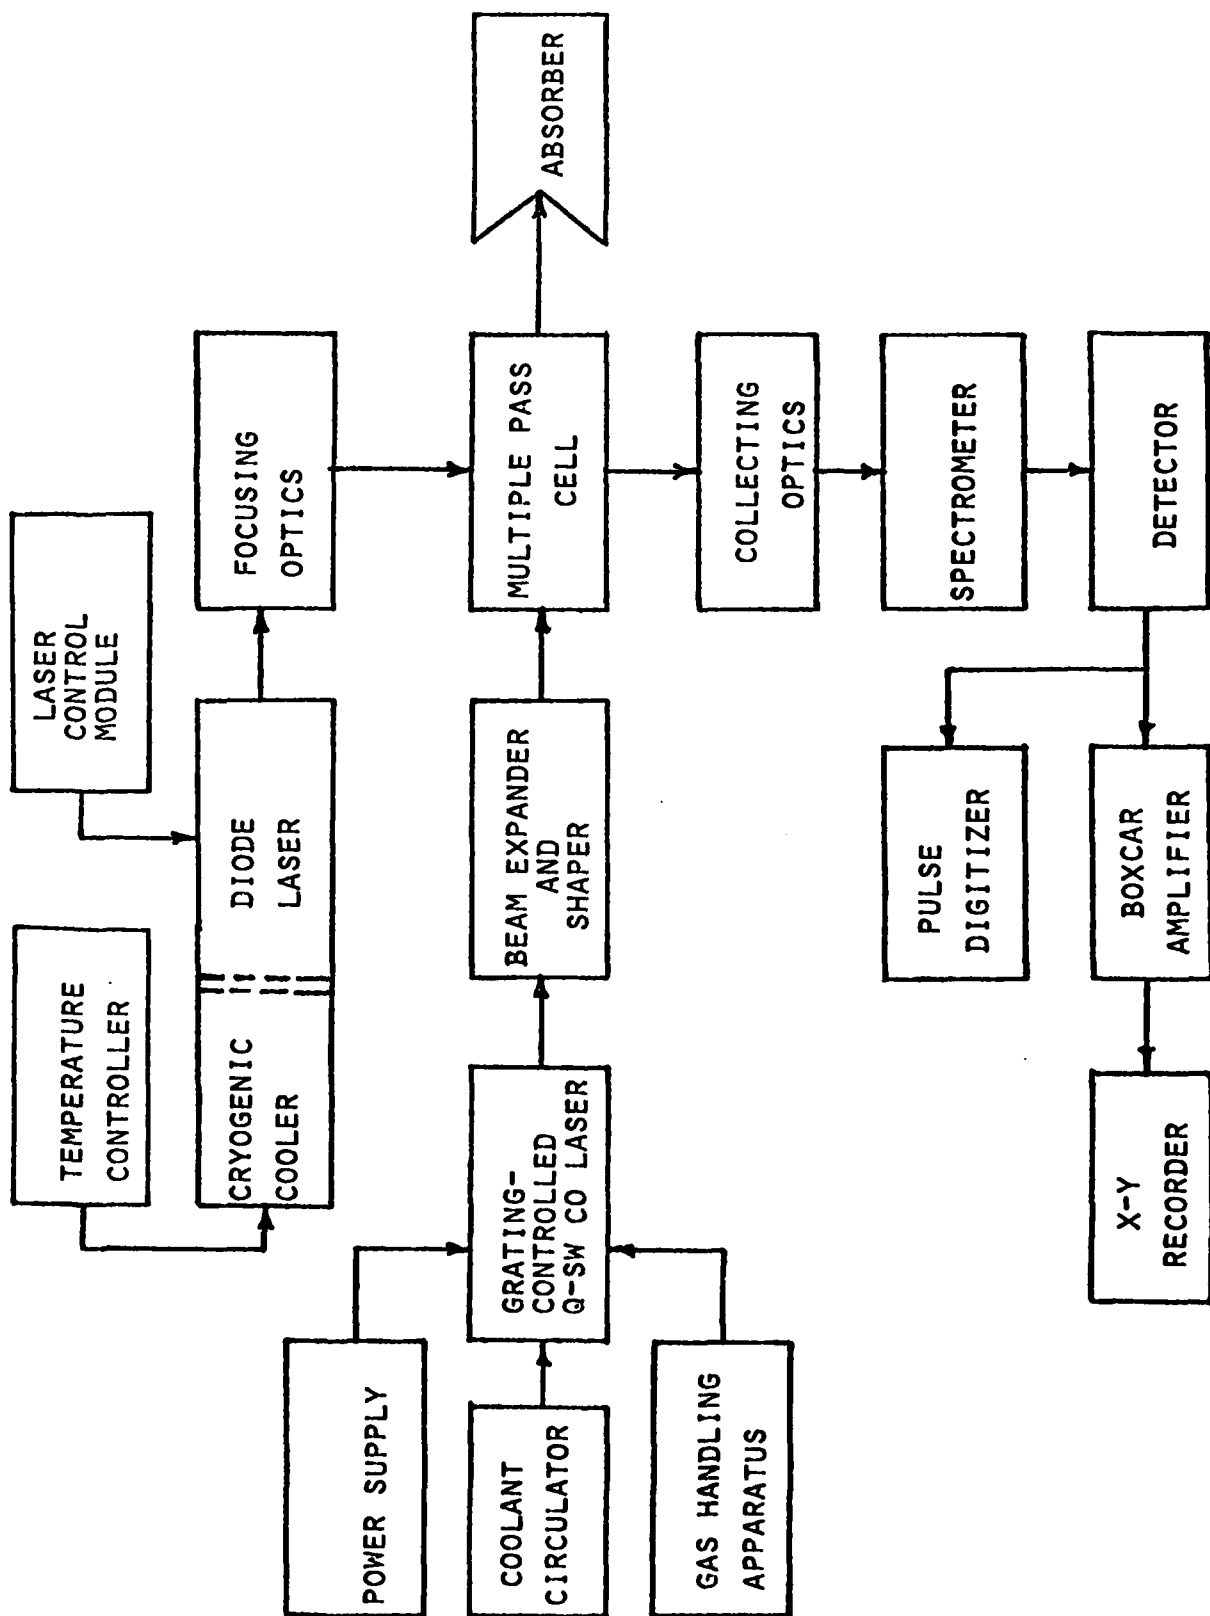 TEMPERATURE
CONTROLLER
LASER
CONTROL
MODULE
CRYOGENIC
COOLER
DIODE
LASER
FOCUSING
OPTICS
POWER SUPPLY
COOLANT
CIRCULATOR
GRATING-
CONTROLLED
Q-SW CO LASER
BEAM EXPANDER
AND
SHAPER
MULTIPLE PASS
CELL
ABSORBER
GAS HANDLING
APPARATUS
COLLECTING
OPTICS
PULSE
DIGITIZER
SPECTROMETER
X-Y
RECORDER
BOXCAR
AMPLIFIER
DETECTOR